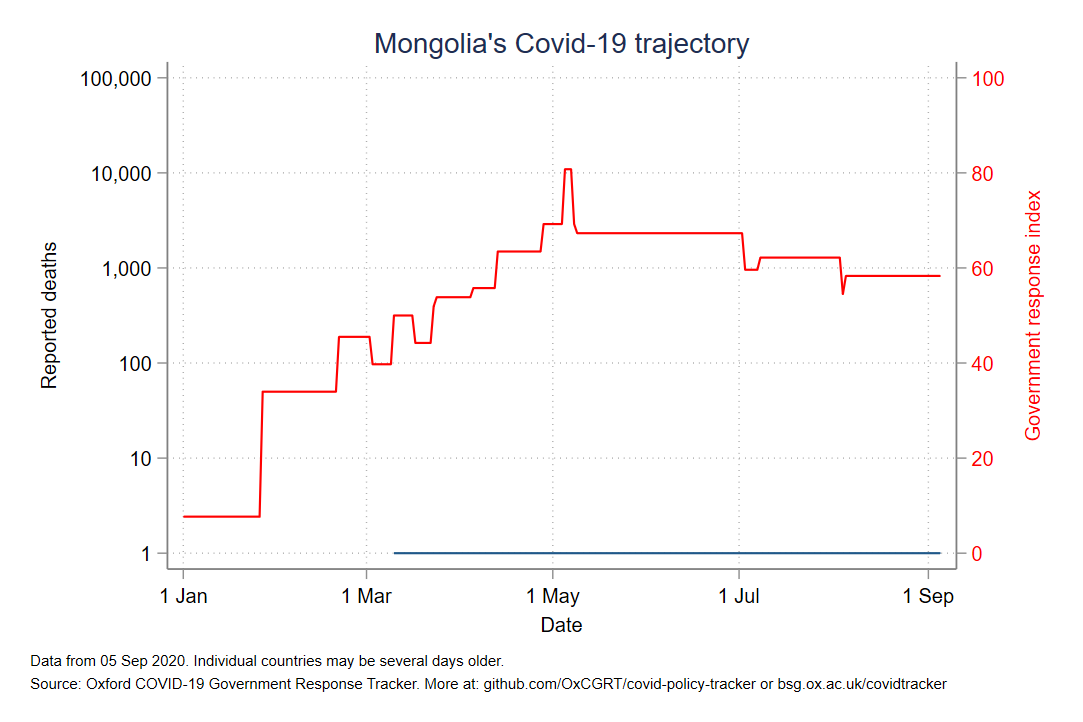 Mongolia's Covid-19 trajectory
100,000
10,000
1,000
100
10
1
Reported deaths
100
80
60
40
20
0
Government response index
1 Jan
1 Mar
1 May
1 Jul
1 Sep
Date
Data from 05 Sep 2020. Individual countries may be several days older.
Source: Oxford COVID-19 Government Response Tracker. More at: github.com/OxCGRT/covid-policy-tracker or bsg.ox.ac.uk/covidtracker